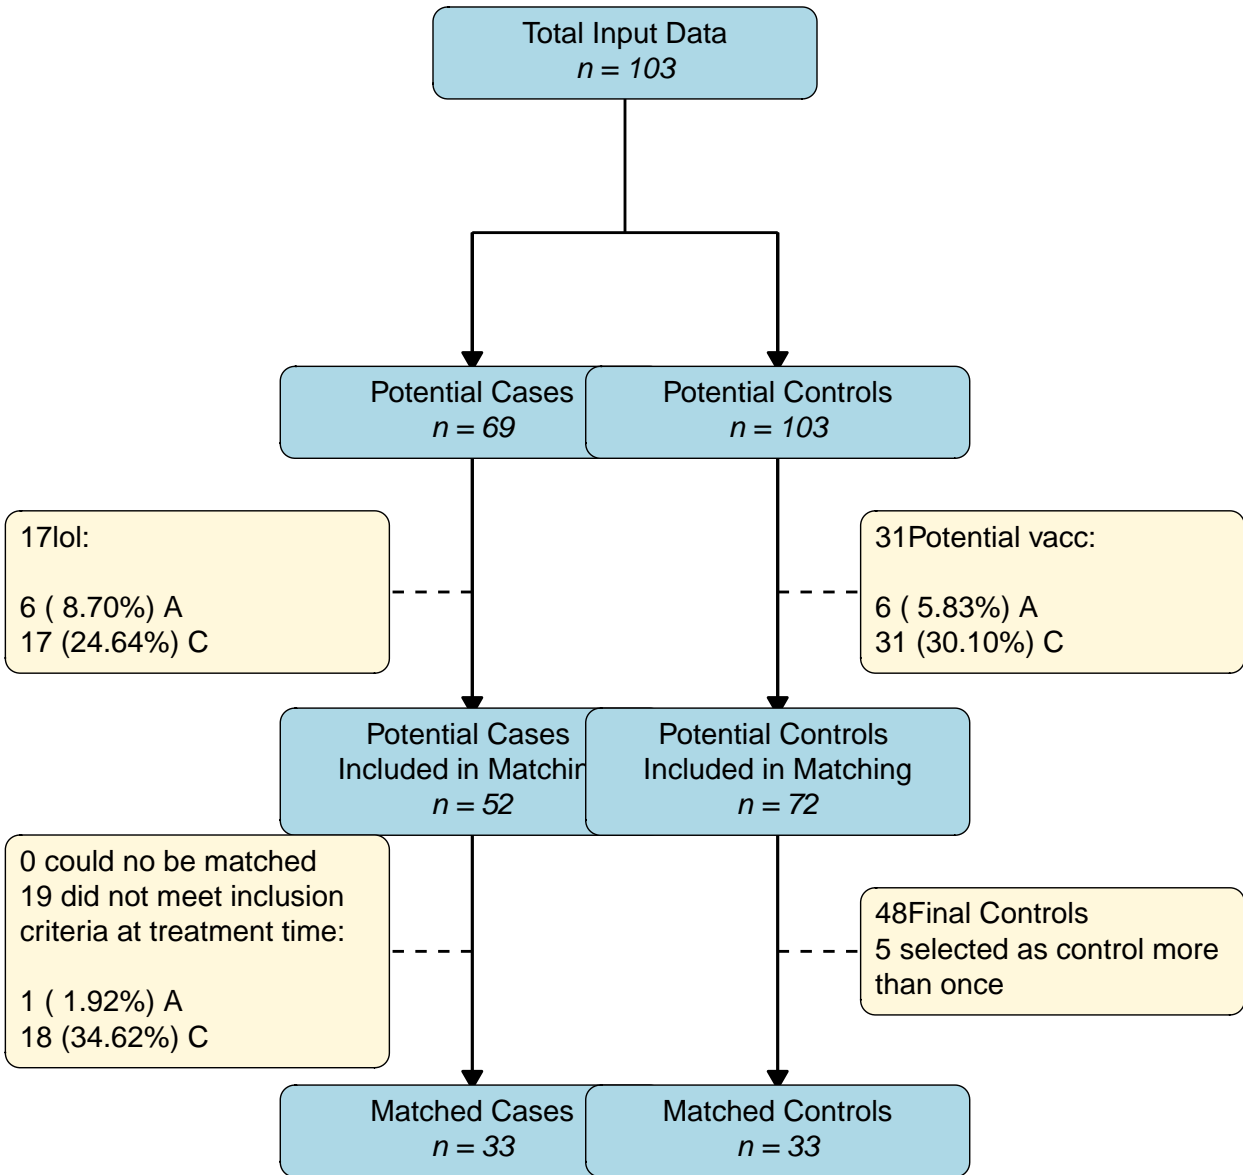 Total Input Data
n = 103
Potential Cases
n = 69
Potential Controls
n = 103
17lol:
6 ( 8.70%) A
17 (24.64%) C
31Potential vacc:
6 ( 5.83%) A
31 (30.10%) C
Potential Cases
Included in Matchin
n = 52
Potential Controls
Included in Matching
n = 72
0 could no be matched
19 did not meet inclusion
criteria at treatment time:
1 ( 1.92%) A
18 (34.62%) C
48Final Controls
5 selected as control more
than once
Matched Cases
n = 33
Matched Controls
n = 33